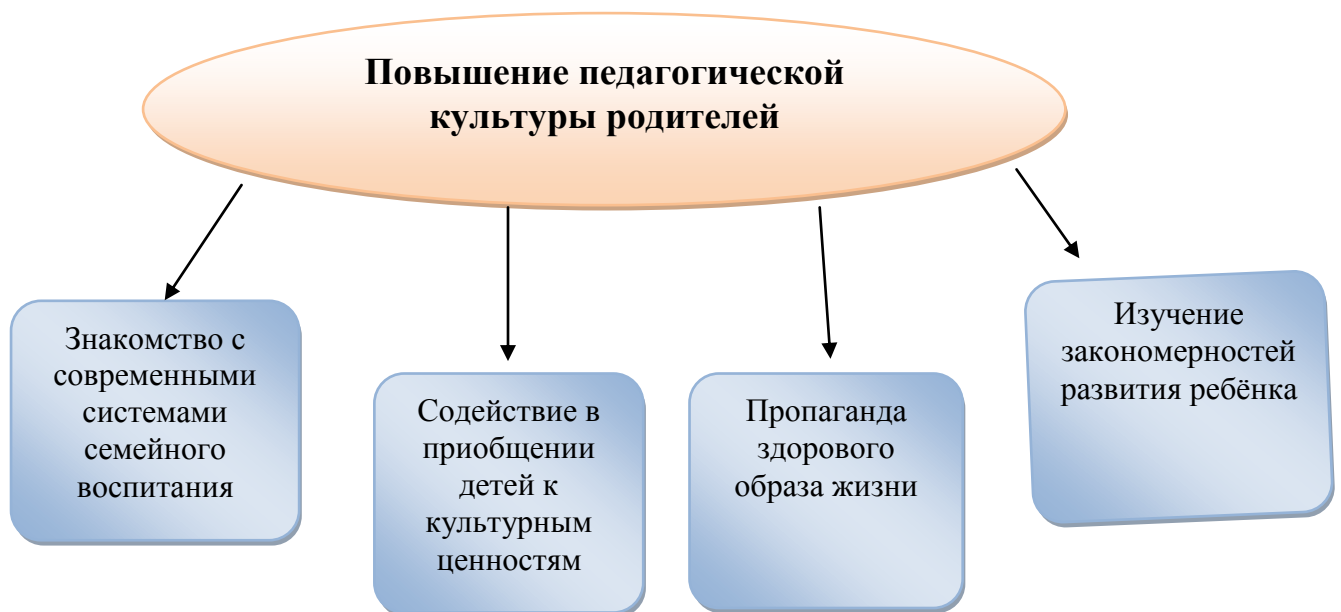 Повышение педагогической
культуры родителей
Знакомство с
современными
системами
семейного
воспитания
Содействие в
приобщении
детей к
культурным
ценностям
Пропаганда
здорового
образа жизни
Изучение
закономерностей
развития ребёнка